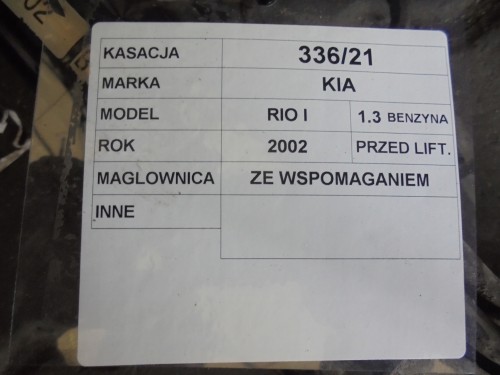 KASACJA 336/21
MARKA KIA
MODEL RIO I 1.3 BENZYNA
ROK 2002 PRZED LIFT.
MAGLOWNICA ZE WSPOMAGANIEM
INNE